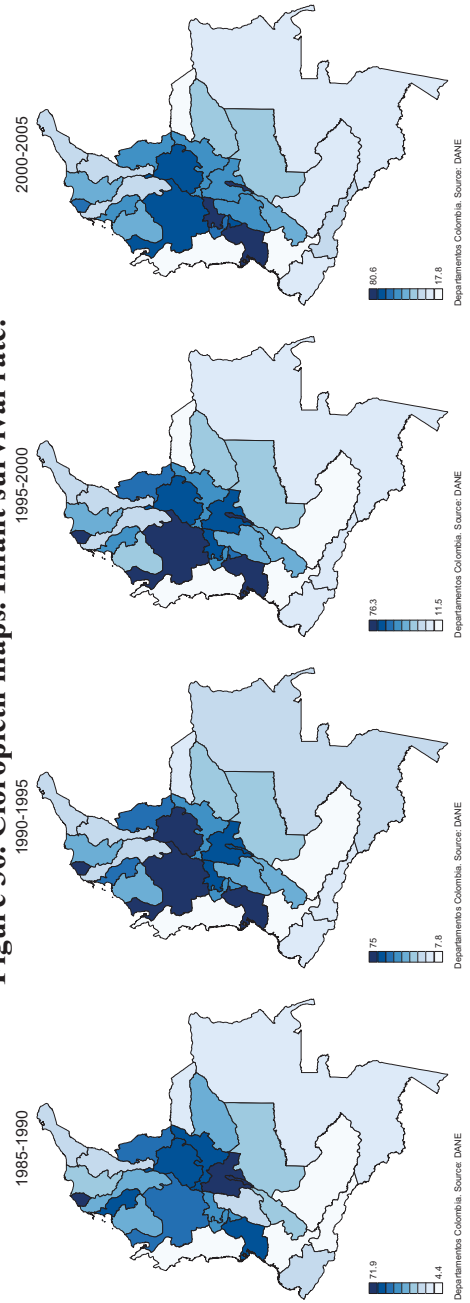 Figure Cloropleth maps. Infant survival rate.
1985-1990
71.9
4.4
Departamentos Colombia. Source: DANE
1990-1995
75
7.8
Departamentos Colombia. Source: DANE
1995-2000
76.3
11.5
Departamentos Colombia. Source: DANE
2000-2005
80.6
17.8
Departamentos Colombia. Source: DANE